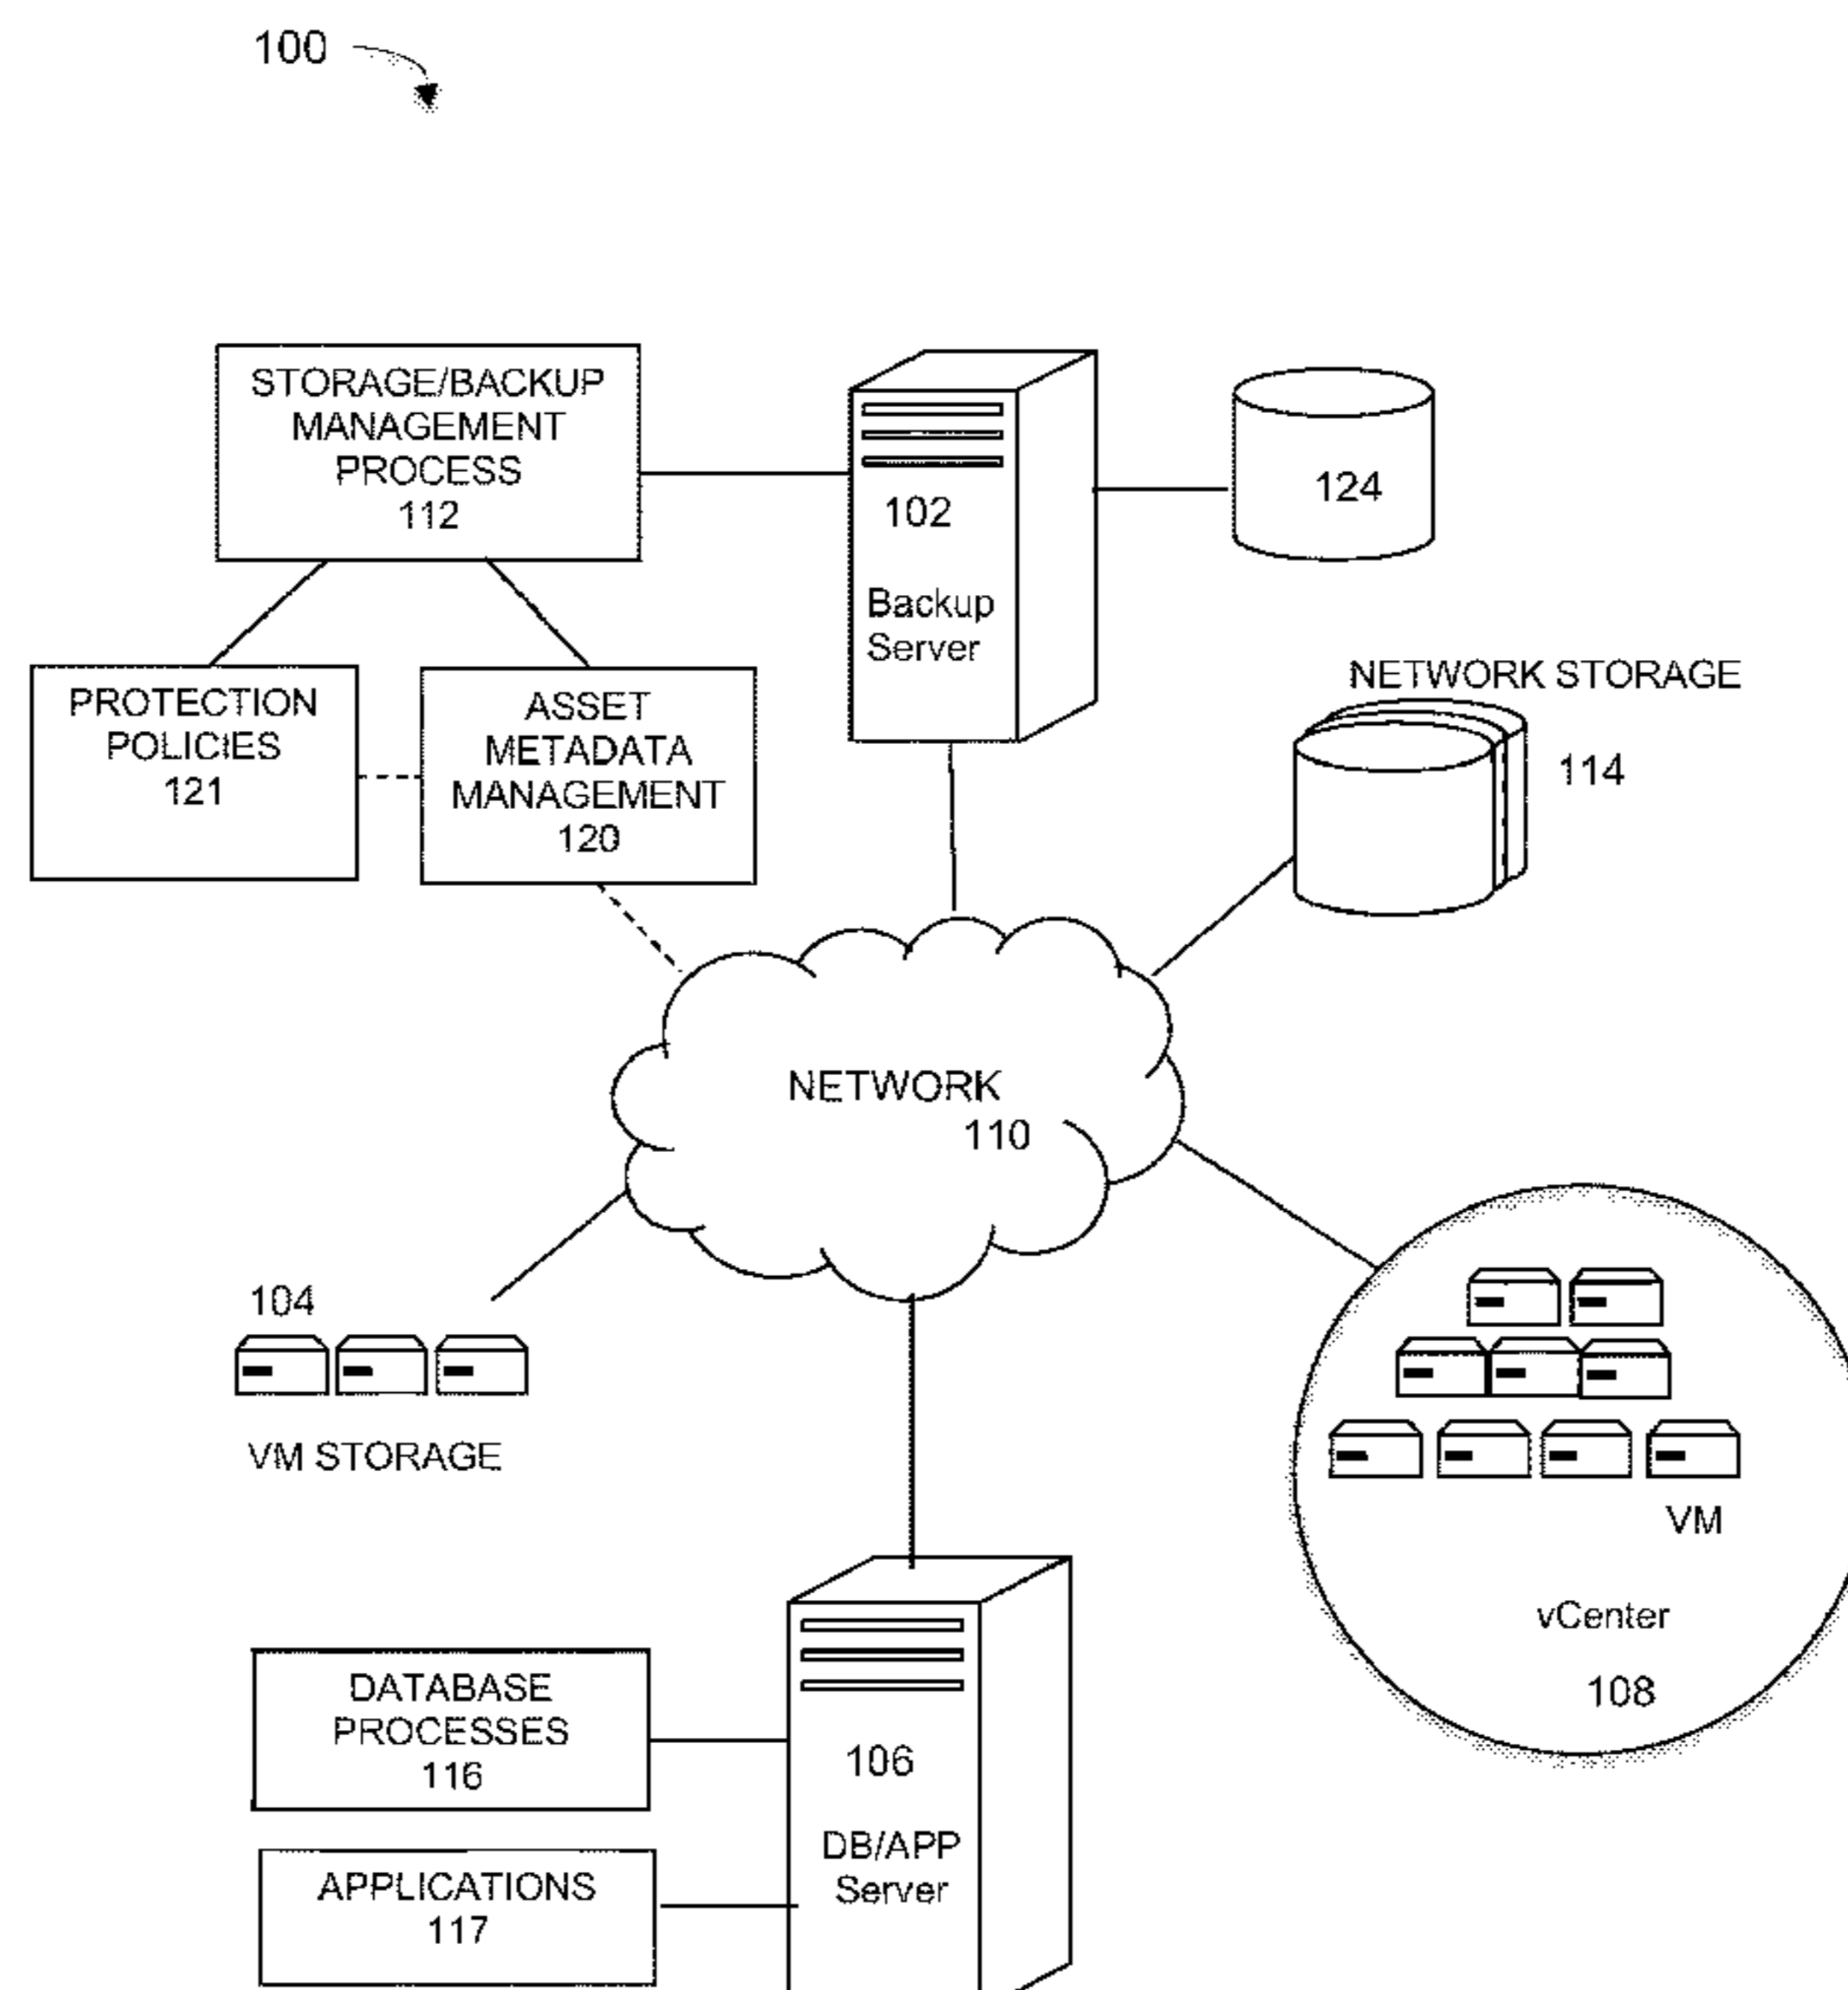 100
STORAGE/BACKUP
MANAGEMENT
PROCESS
112
102
Backup
Server
124
PROTECTION
POLICIES
121
ASSET
METADATA
MANAGEMENT
120
NETWORK STORAGE
114
NETWORK
110
104
VM STORAGE
VM
vCenter
108
DATABASE
PROCESSES
116
106
DB/APP
Server
APPLICATIONS
117